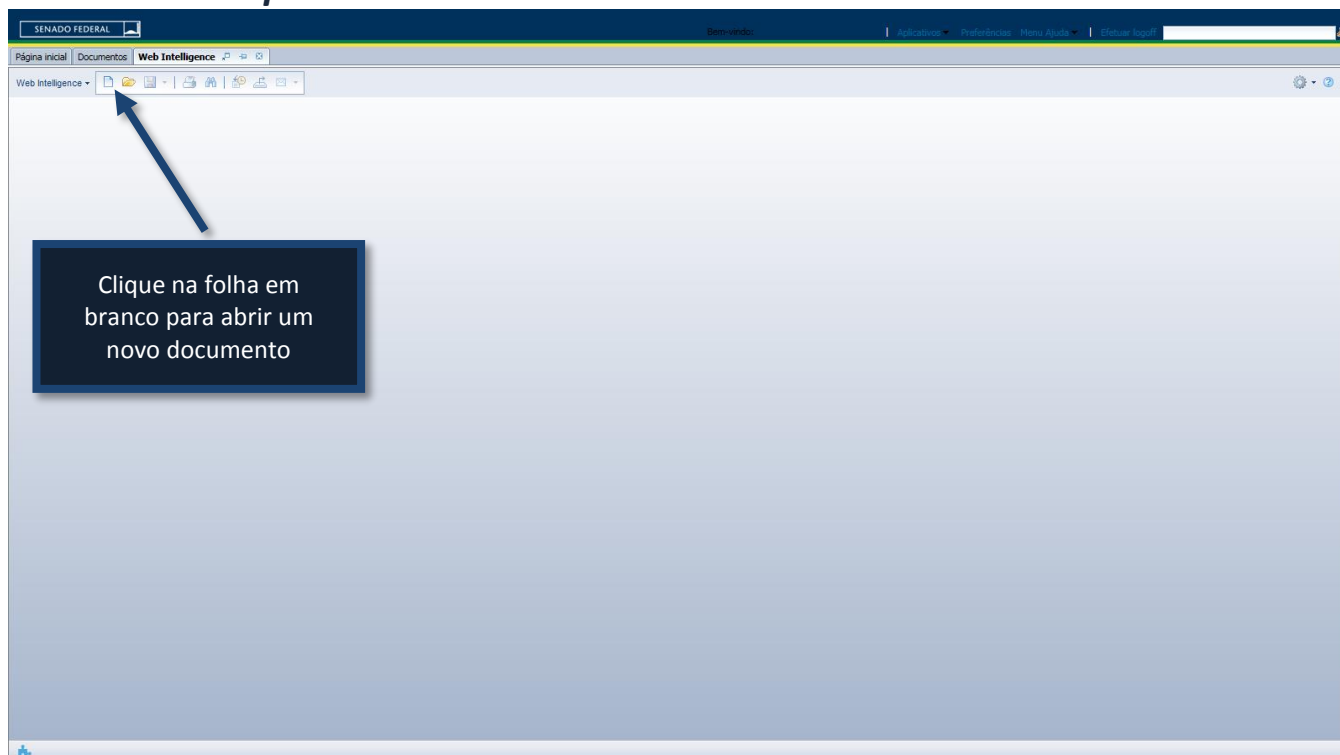 SENADO FEDERAL
Bem-vindo: | Aplicativos Preferências Menu Ajuda | Efetuar logoff
Página inicial Documentos Web Intelligence
Web Intelligence
Clique na folha em
branco para abrir um
novo documento